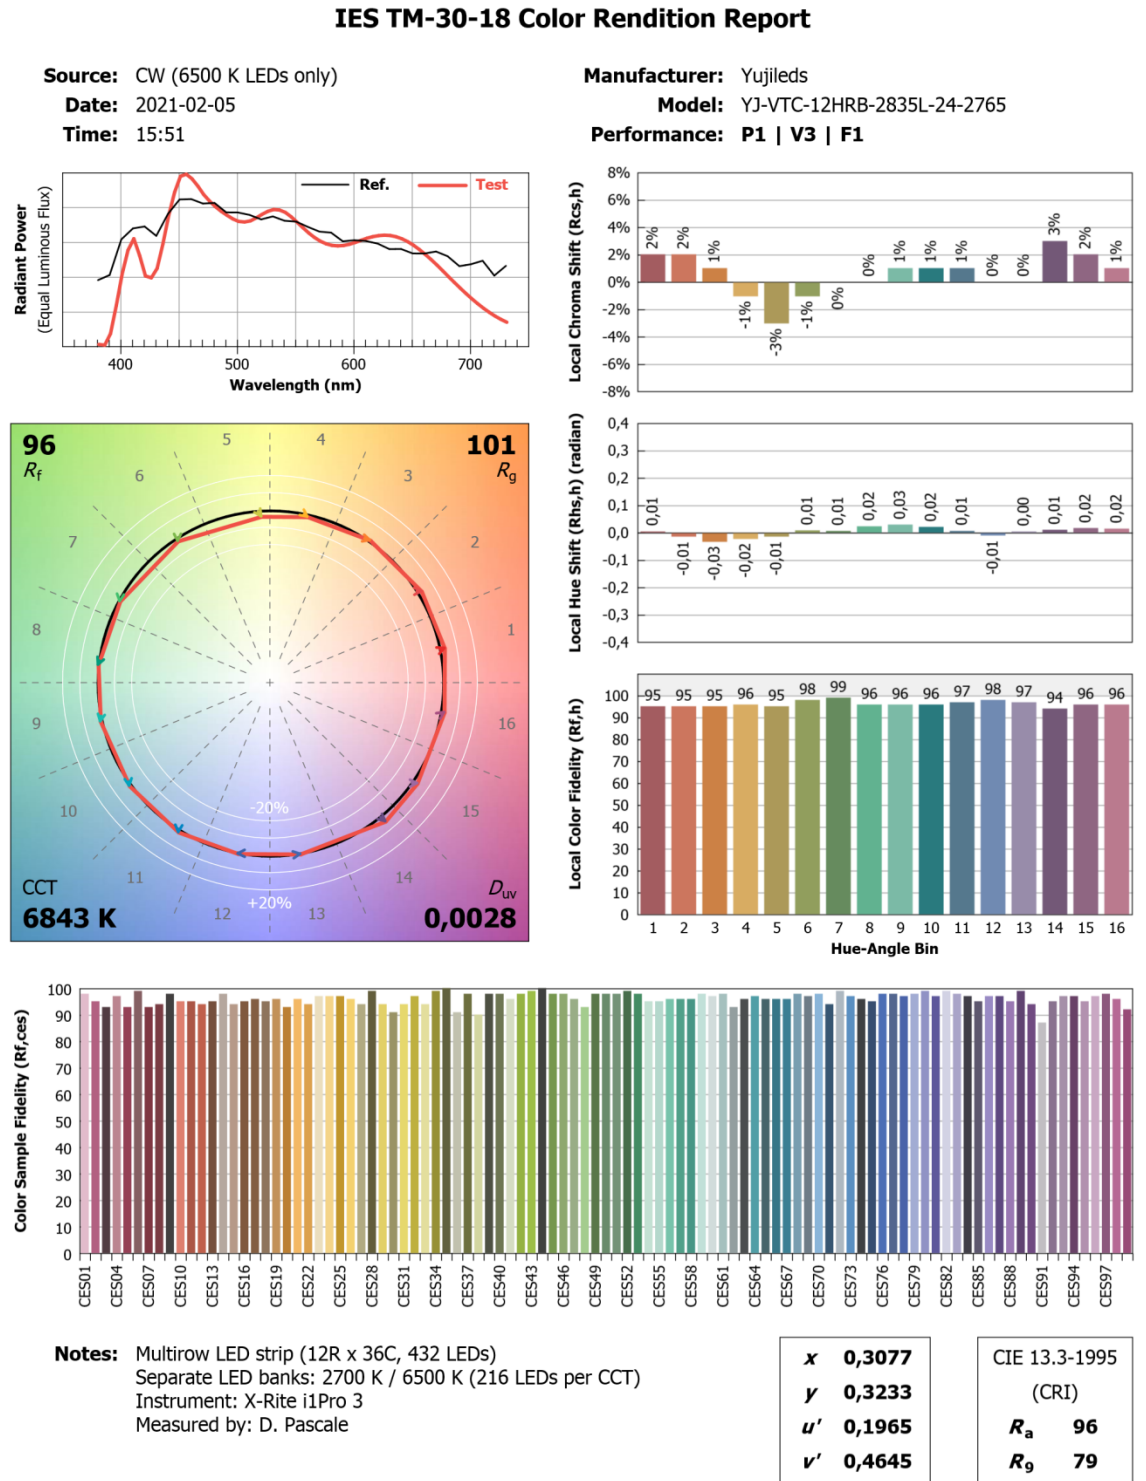 IES TM-30-18 Color Rendition Report
Source: CW (6500 K LEDs only)
Date: 2021-02-05
Time: 15:51
Manufacturer: Yujileds
Model: YJ-VTC-12HRB-2835L-24-2765
Performance: P1 | V3 | F1
Radiant Power
(Equal Luminous Flux)
Ref. Test
400 500 600 700
Wavelength (nm)
Local Chroma Shift (Rcs,h)
8%
6%
4%
2%
0%
-2%
-4%
-6%
-8%
2% 2% 1% -1% -3% -1% 0% 0% 1% 1% 1% 0% 0% 3% 2% 1%
96
Rf
101
Rg
5 4
6 3
7 2
8 1
9 16
10 15
11 14
12 13
-20%
+20%
CCT
6843 K
Duv
0,0028
Local Hue Shift (Rhs,h) (radian)
0,4
0,3
0,2
0,1
0,0
-0,1
-0,2
-0,3
-0,4
0,01 -0,01 -0,03 -0,02 -0,01 0,01 0,01 0,02 0,03 0,02 0,01 -0,01 0,00 0,01 0,02 0,02
Local Color Fidelity (Rf,h)
100
90
80
70
60
50
40
30
20
10
0
95 95 95 96 95 98 99 96 96 96 97 98 97 94 96 96
1 2 3 4 5 6 7 8 9 10 11 12 13 14 15 16
Hue-Angle Bin
Color Sample Fidelity (Rf,ces)
100
90
80
70
60
50
40
30
20
10
0
CES01 CES04 CES07 CES10 CES13 CES16 CES19 CES22 CES25 CES28 CES31 CES34 CES37 CES40 CES43 CES46 CES49 CES52 CES55 CES58 CES61 CES64 CES67 CES70 CES73 CES76 CES79 CES82 CES85 CES88 CES91 CES94 CES97
Notes: Multirow LED strip (12R x 36C, 432 LEDs)
Separate LED banks: 2700 K / 6500 K (216 LEDs per CCT)
Instrument: X-Rite i1Pro 3
Measured by: D. Pascale
x 0,3077
y 0,3233
u' 0,1965
v' 0,4645
CIE 13.3-1995
(CRI)
Ra 96
R9 79